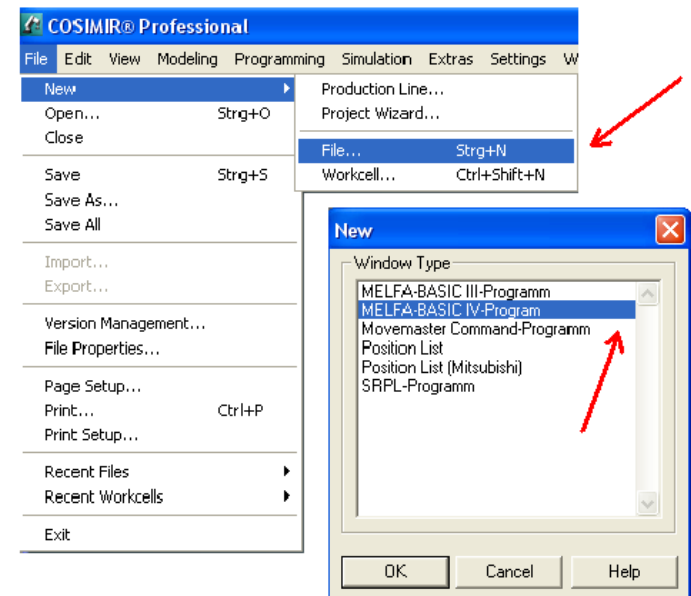 COSIMIR® Professional
File Edit View Modeling Programming Simulation Extras Settings W
New
Open... Strg+O
Close
Save Strg+S
Save As...
Save All
Import...
Export...
Version Management...
File Properties...
Page Setup...
Print... Ctrl+P
Print Setup...
Recent Files
Recent Workcells
Exit
Production Line...
Project Wizard...
File... Strg+N
Workcell... Ctrl+Shift+N
New
Window Type
MELFA-BASIC III-Programm
MELFA-BASIC IV-Program
Movemaster Command-Programm
Position List
Position List (Mitsubishi)
SRPL-Programm
OK Cancel Help